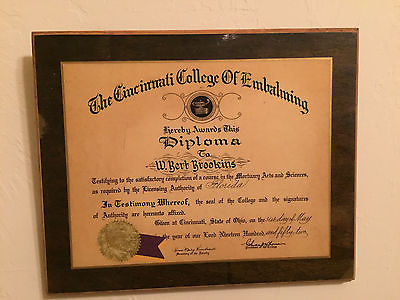 The Cincinnati College Of Embalming
Hereby Awards This
Diploma
To
W. Bert Brookins
Testifying to the satisfactory completion of a course in the Mortuary Arts and Sciences,
as required by the Licensing Authority of Florida
In Testimony Whereof, the seal of the College and the signatures
of Authority are hereunto affixed.
Given at Cincinnati, State of Ohio, on the day of May
in the year of our Lord Nineteen Hundred and fifty two